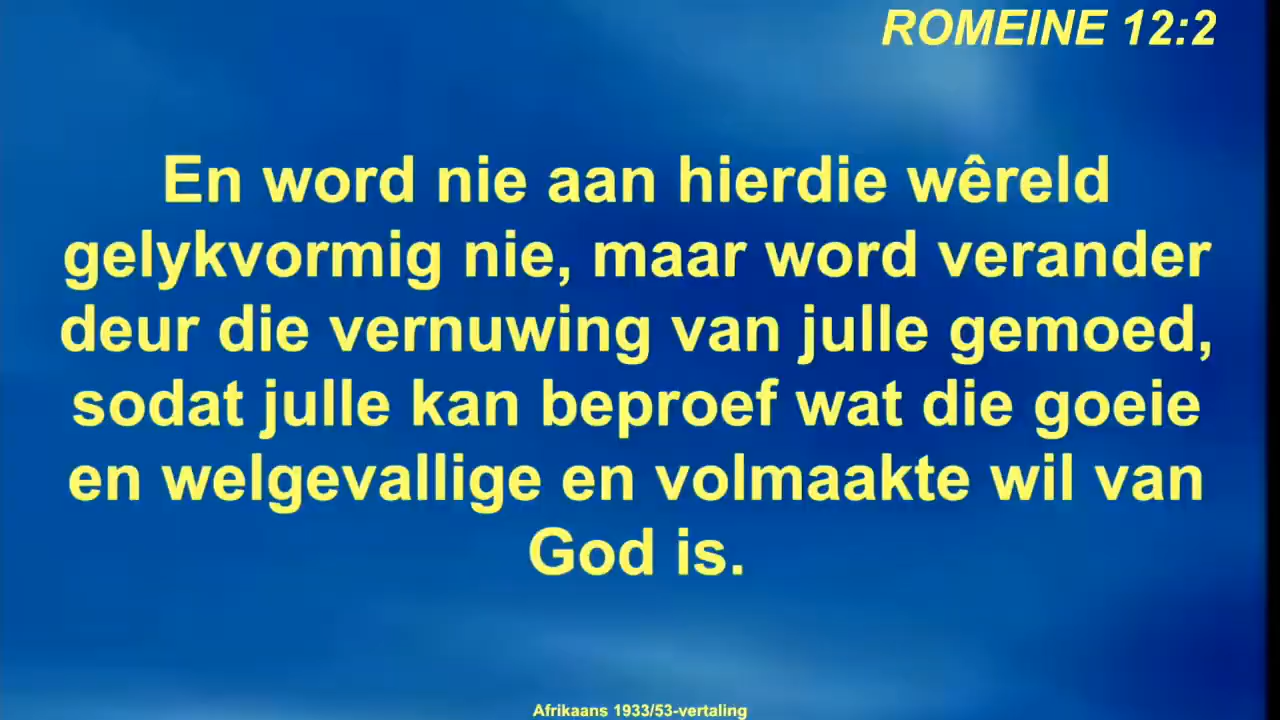 ROMEINE 12:2
En word nie aan hierdie wêreld
gelykvormig nie, maar word verander
deur die vernuwing van julle gemoed,
sodat julle kan beproef wat die goeie
en welgevallige en volmaakte wil van
God is.
Afrikaans 1933/53-vertaling